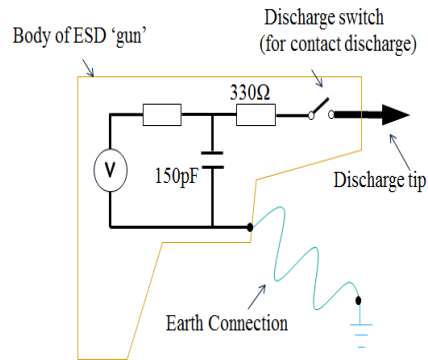 Discharge switch
(for contact discharge)
Body of ESD ‘gun’
330Ω
V
150pF
Discharge tip
Earth Connection